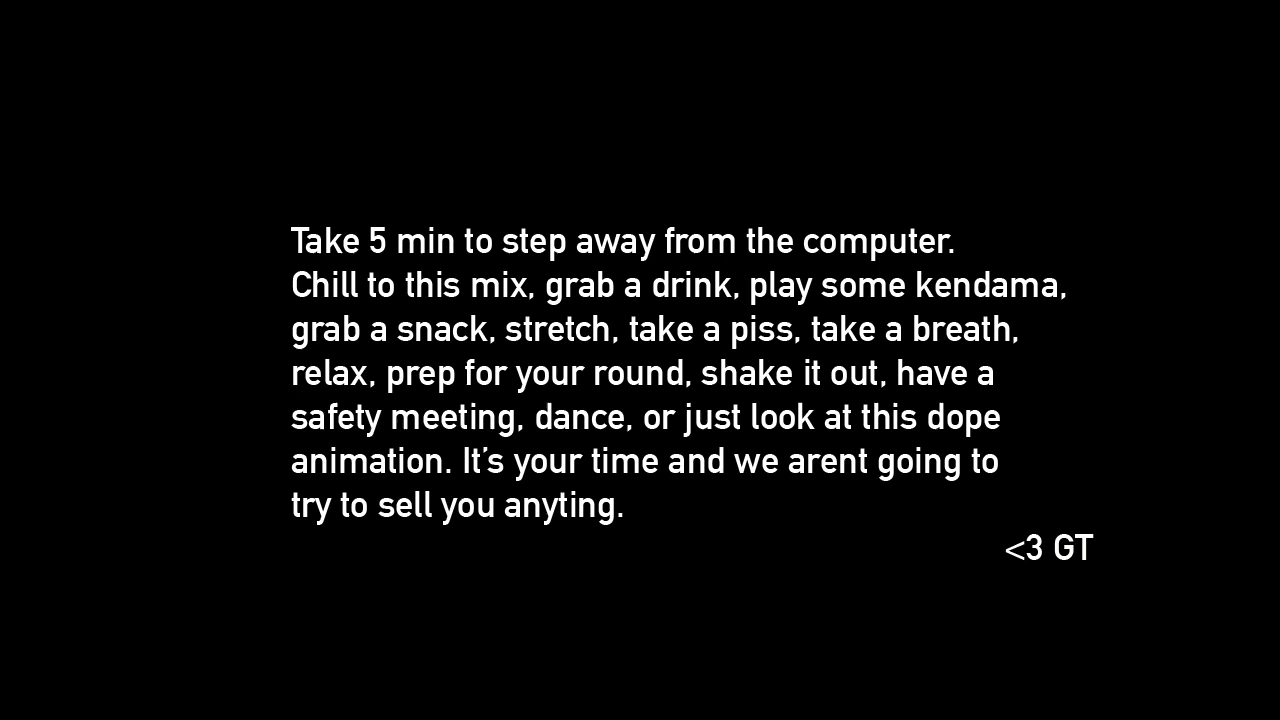 Take 5 min to step away from the computer.
Chill to this mix, grab a drink, play some kendama,
grab a snack, stretch, take a piss, take a breath,
relax, prep for your round, shake it out, have a
safety meeting, dance, or just look at this dope
animation. It’s your time and we arent going to
try to sell you anyting.
<3 GT